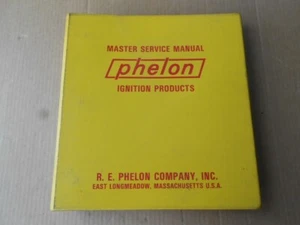 MASTER SERVICE MANUAL
phelon
IGNITION PRODUCTS
R. E. PHELON COMPANY, INC.
EAST LONGMEADOW, MASSACHUSETTS U.S.A.